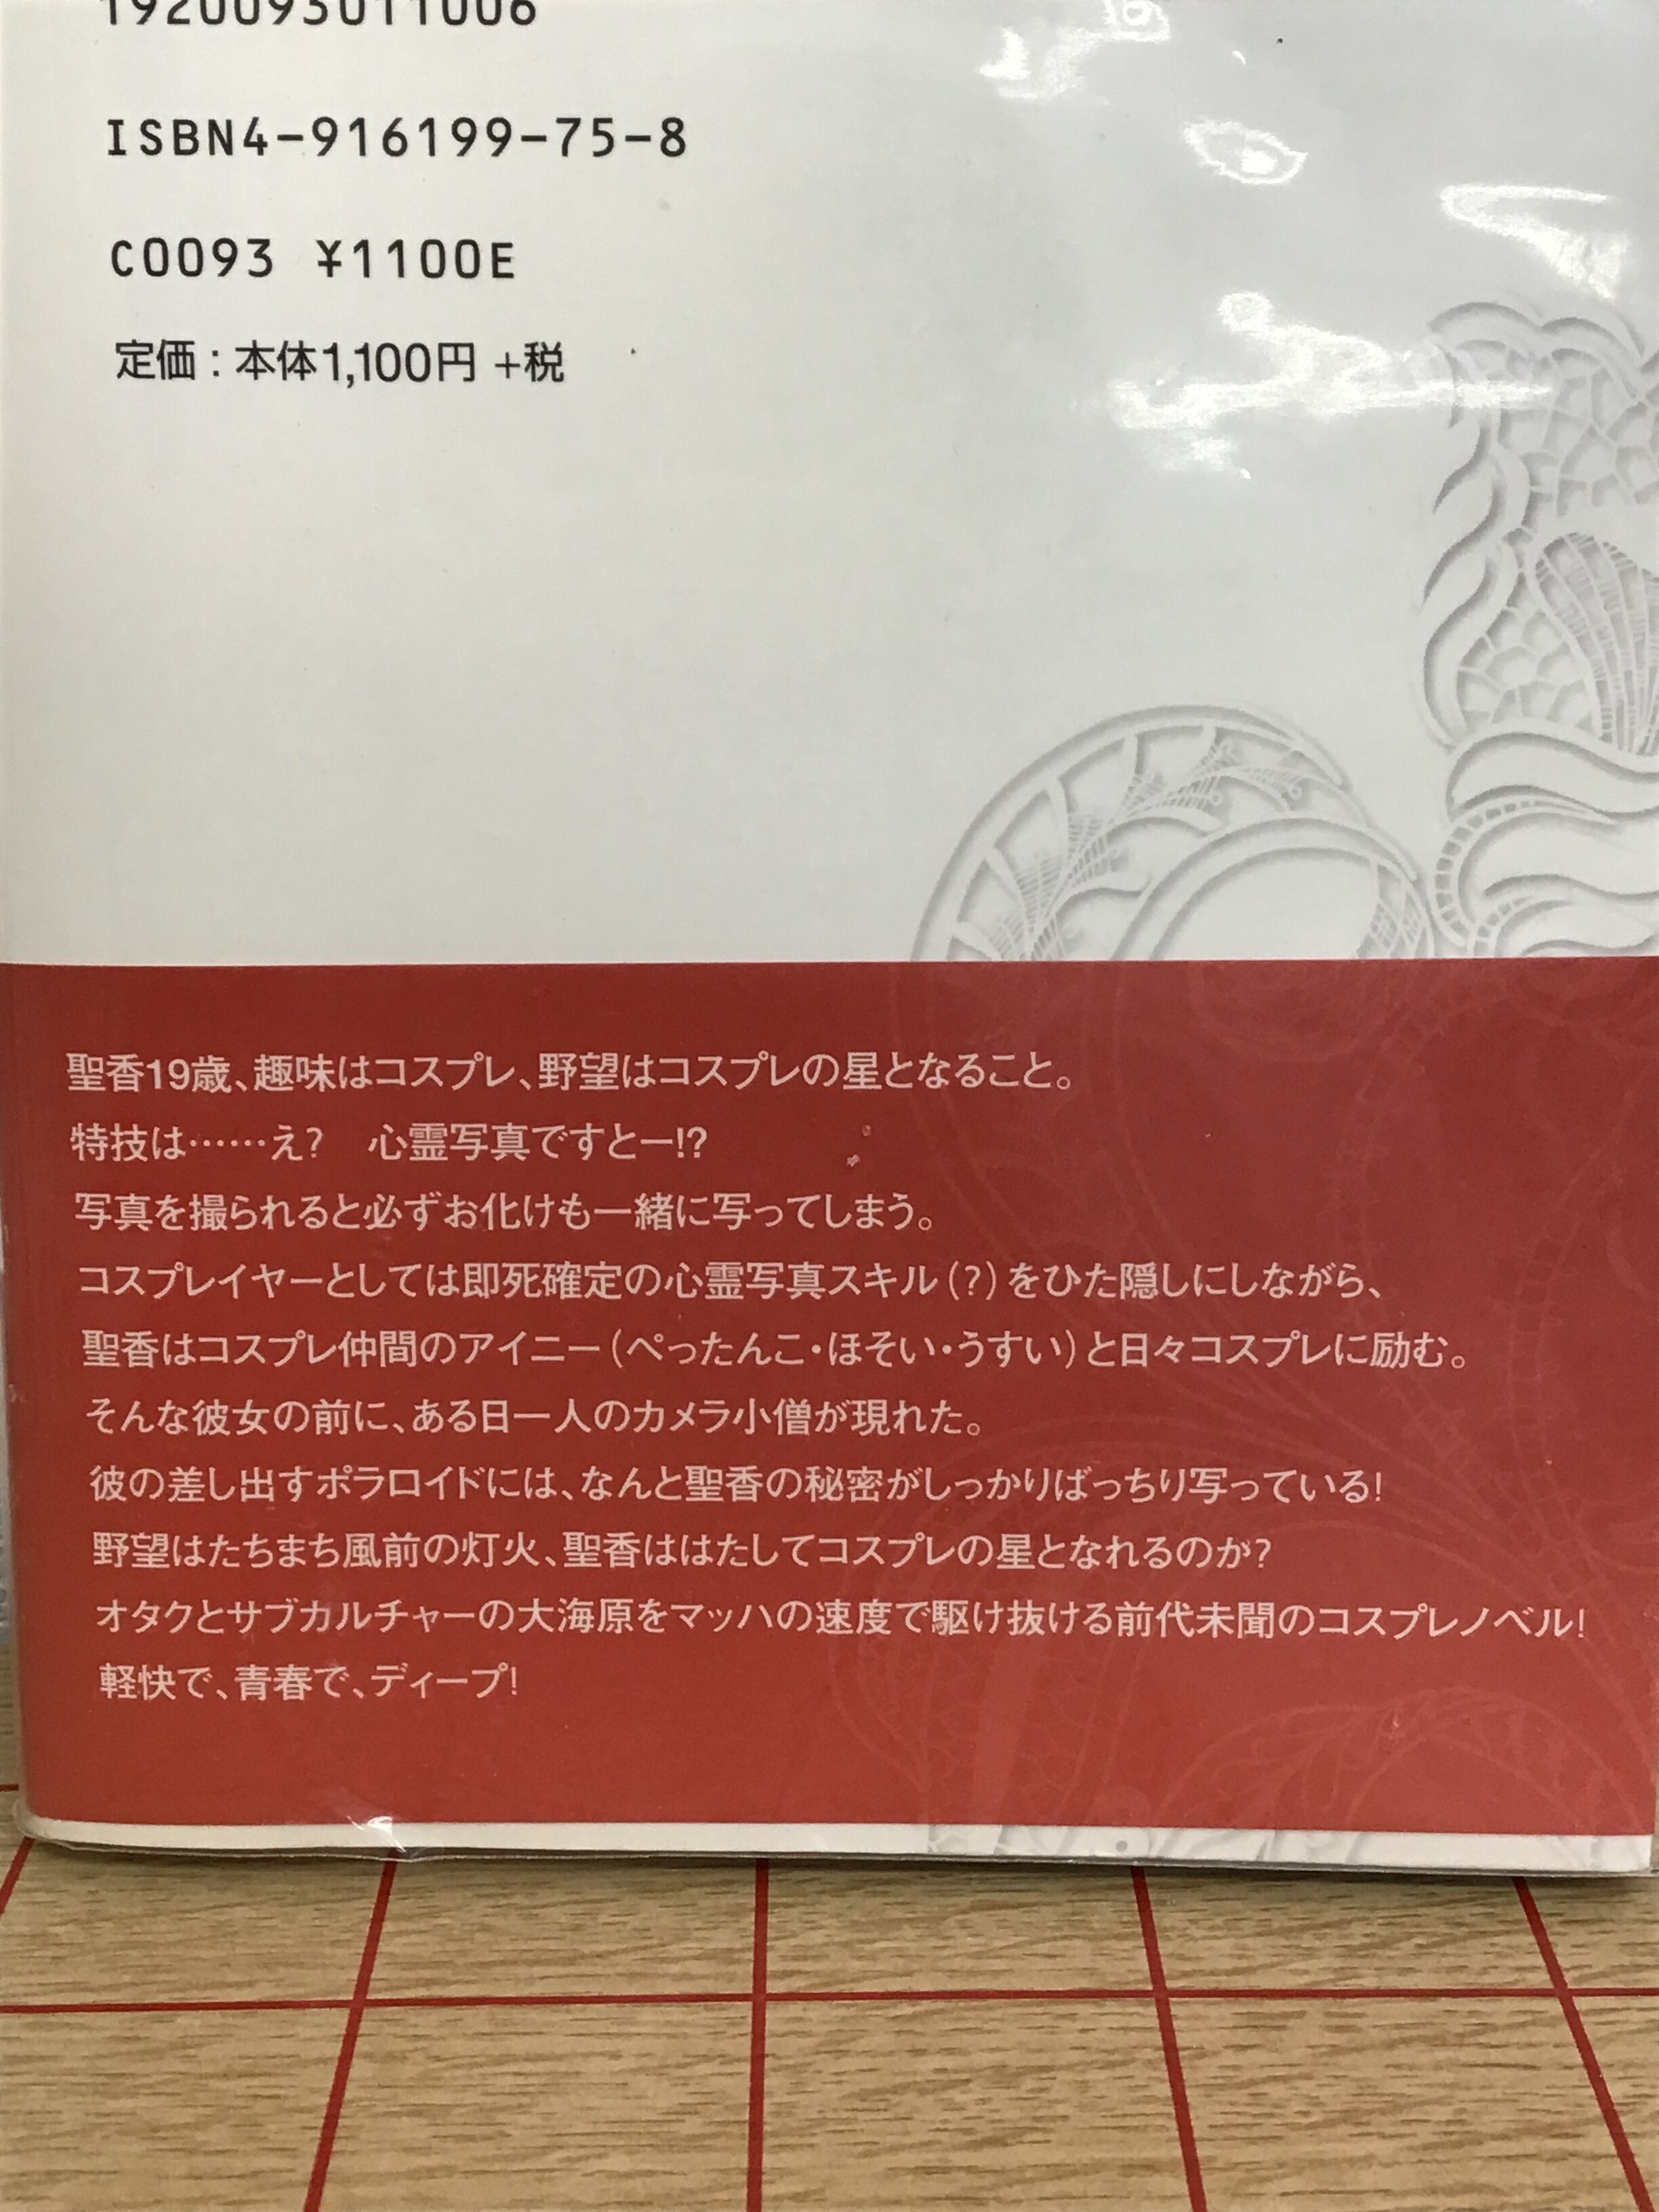 1920093011006
ISBN4-916199-75-8
C0093 ¥1100E
定価：本体1,100円 +税
聖香19歳、趣味はコスプレ、野望はコスプレの星となること。
特技は……え?　心霊写真ですとー!?
写真を撮られると必ずお化けも一緒に写ってしまう。
コスプレイヤーとしては即死確定の心霊写真スキル（?）をひた隠しにしながら、
聖香はコスプレ仲間のアイニー（ぺったんこ・ほそい・うすい）と日々コスプレに励む。
そんな彼女の前に、ある日一人のカメラ小僧が現れた。
彼の差し出すポラロイドには、なんと聖香の秘密がしっかりばっちり写っている!
野望はたちまち風前の灯火、聖香ははたしてコスプレの星となれるのか?
オタクとサブカルチャーの大海原をマッハの速度で駆け抜ける前代未聞のコスプレノベル!
軽快で、青春で、ディープ!